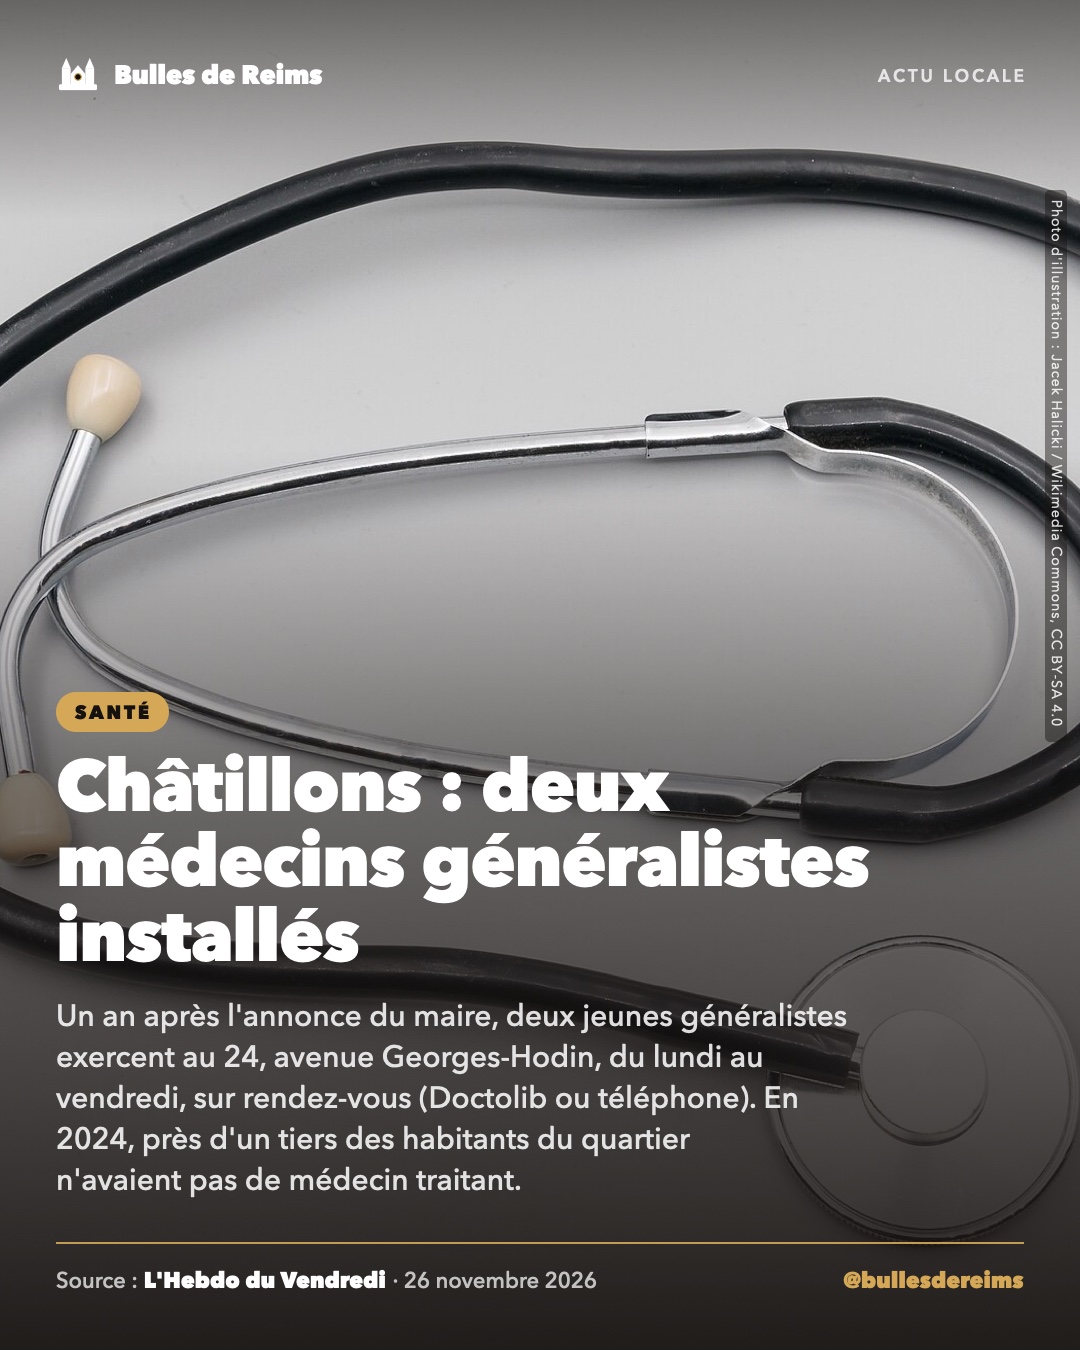 Bulles de Reims
ACTU LOCALE
Photo d'illustration : Jacek Halicki / Wikimedia Commons, CC BY-SA 4.0
SANTÉ
Châtillons : deux
médecins généralistes
installés
Un an après l'annonce du maire, deux jeunes généralistes
exercent au 24, avenue Georges-Hodin, du lundi au
vendredi, sur rendez-vous (Doctolib ou téléphone). En
2024, près d'un tiers des habitants du quartier
n'avaient pas de médecin traitant.
Source : L'Hebdo du Vendredi · 26 novembre 2026
@bullesdereims